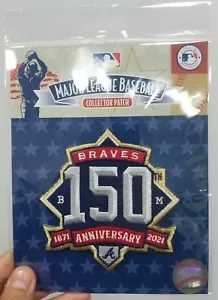 MAJOR LEAGUE BASEBALL
COLLECTOR PATCH
BRAVES
150TH
B M
1871 2021
ANNIVERSARY
A